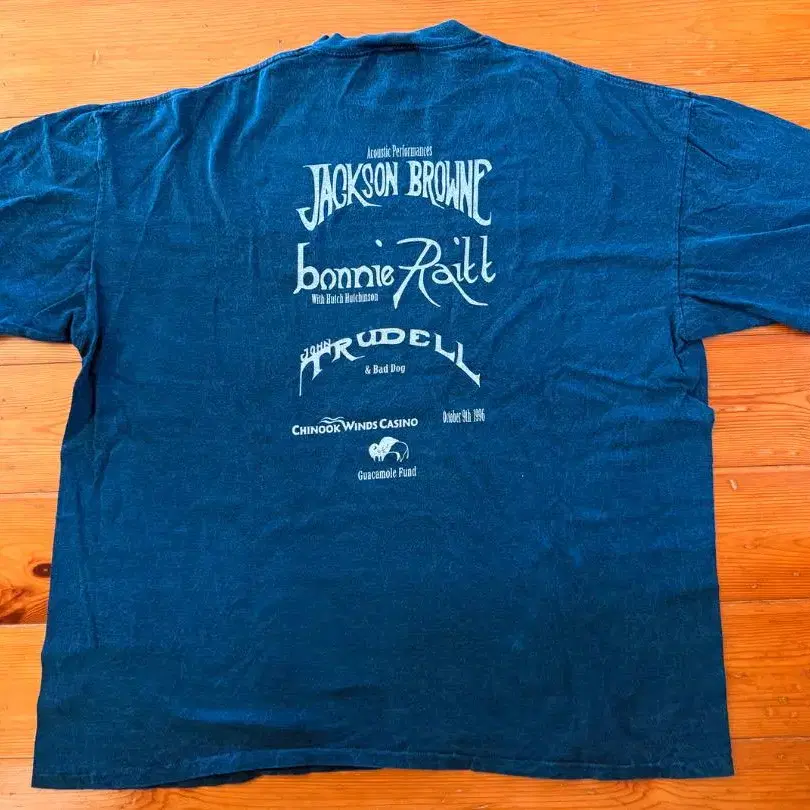 Acoustic Performances
JACKSON BROWNE
bonnie Raitt
With Hutch Hutchinson
JOHN TRUDELL
& Bad Dog
CHINOOK WINDS CASINO October 9th 1996
Guacamole Fund